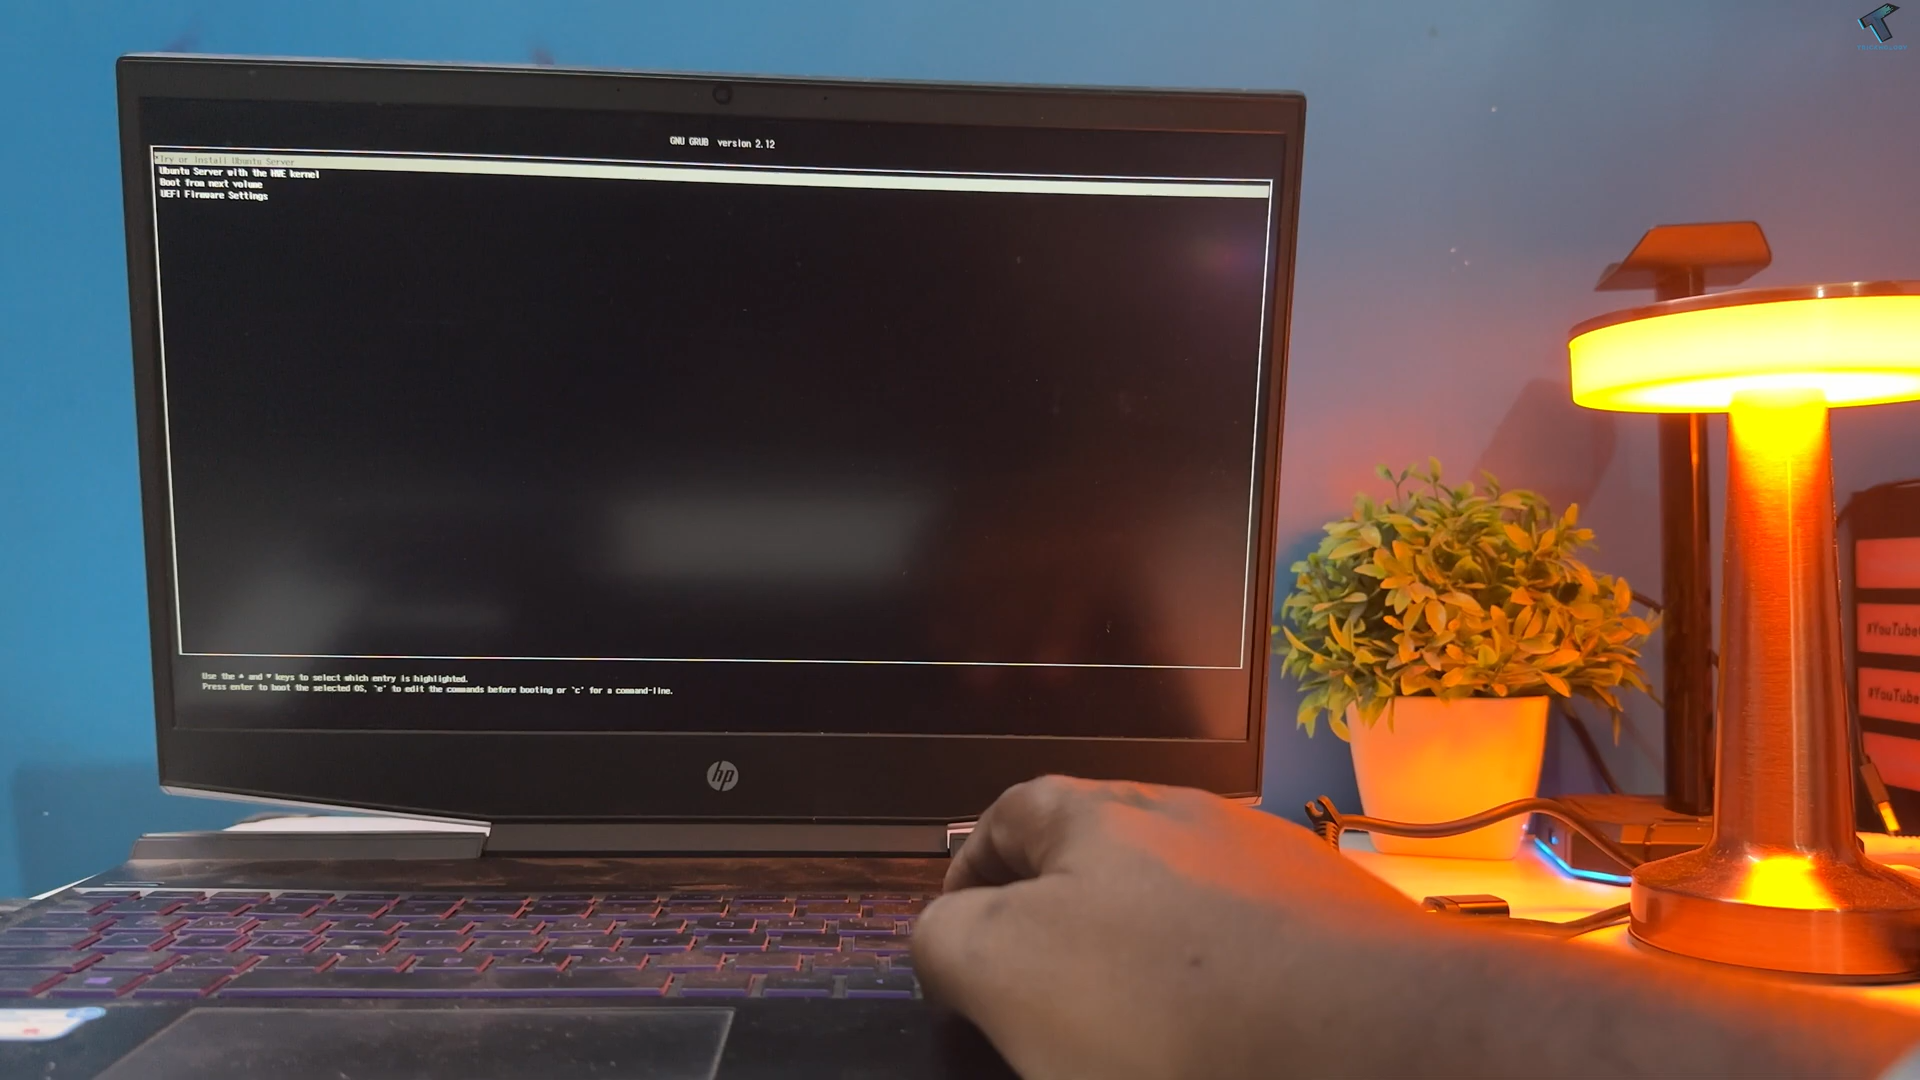 GNU GRUB version 2.12
*Try or Install Ubuntu Server
Ubuntu Server with the HWE kernel
Boot from next volume
UEFI Firmware Settings
Use the ▲ and ▼ keys to select which entry is highlighted.
Press enter to boot the selected OS, `e' to edit the commands before booting or `c' for a command-line.
hp
#YouTube
#YouTube